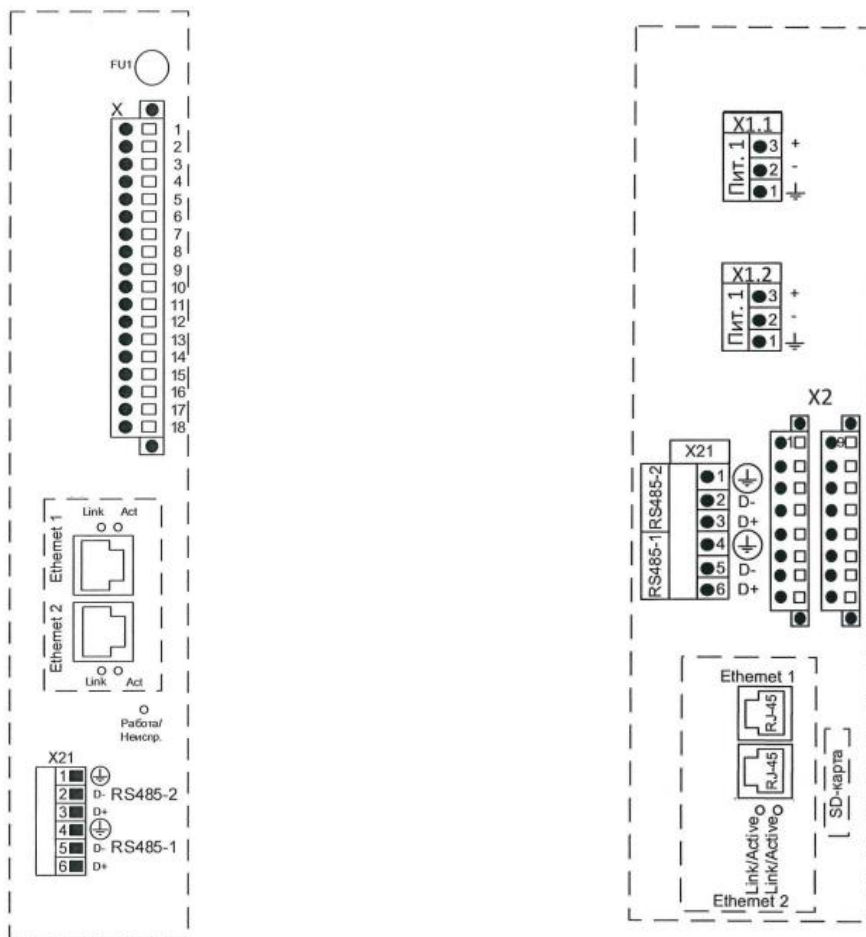 FU1
X
1
2
3
4
5
6
7
8
9
10
11
12
13
14
15
16
17
18
Link Act
Ethernet 1
Ethernet 2
Link Act
Работа/
Неиспр.
X21
1
2 D- RS485-2
3 D+
4
5 D- RS485-1
6 D+
X1.1
Пит. 1
3 +
2 -
1
X1.2
Пит. 1
3 +
2 -
1
X2
1 9
X21
RS485-2
RS485-1
1
2 D-
3 D+
4
5 D-
6 D+
Ethernet 1
RJ-45
RJ-45
Link/Active
Link/Active
Ethernet 2
SD-карта